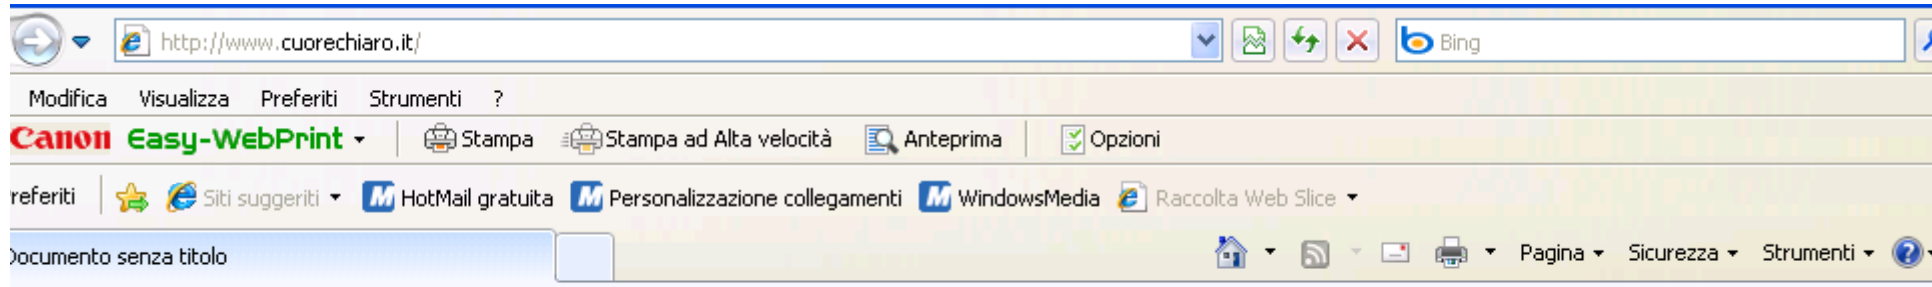 http://www.cuorechiaro.it/ Bing
Modifica Visualizza Preferiti Strumenti ?
Canon Easy-WebPrint Stampa Stampa ad Alta velocità Anteprima Opzioni
referiti Siti suggeriti HotMail gratuita Personalizzazione collegamenti WindowsMedia Raccolta Web Slice
Documento senza titolo Pagina Sicurezza Strumenti